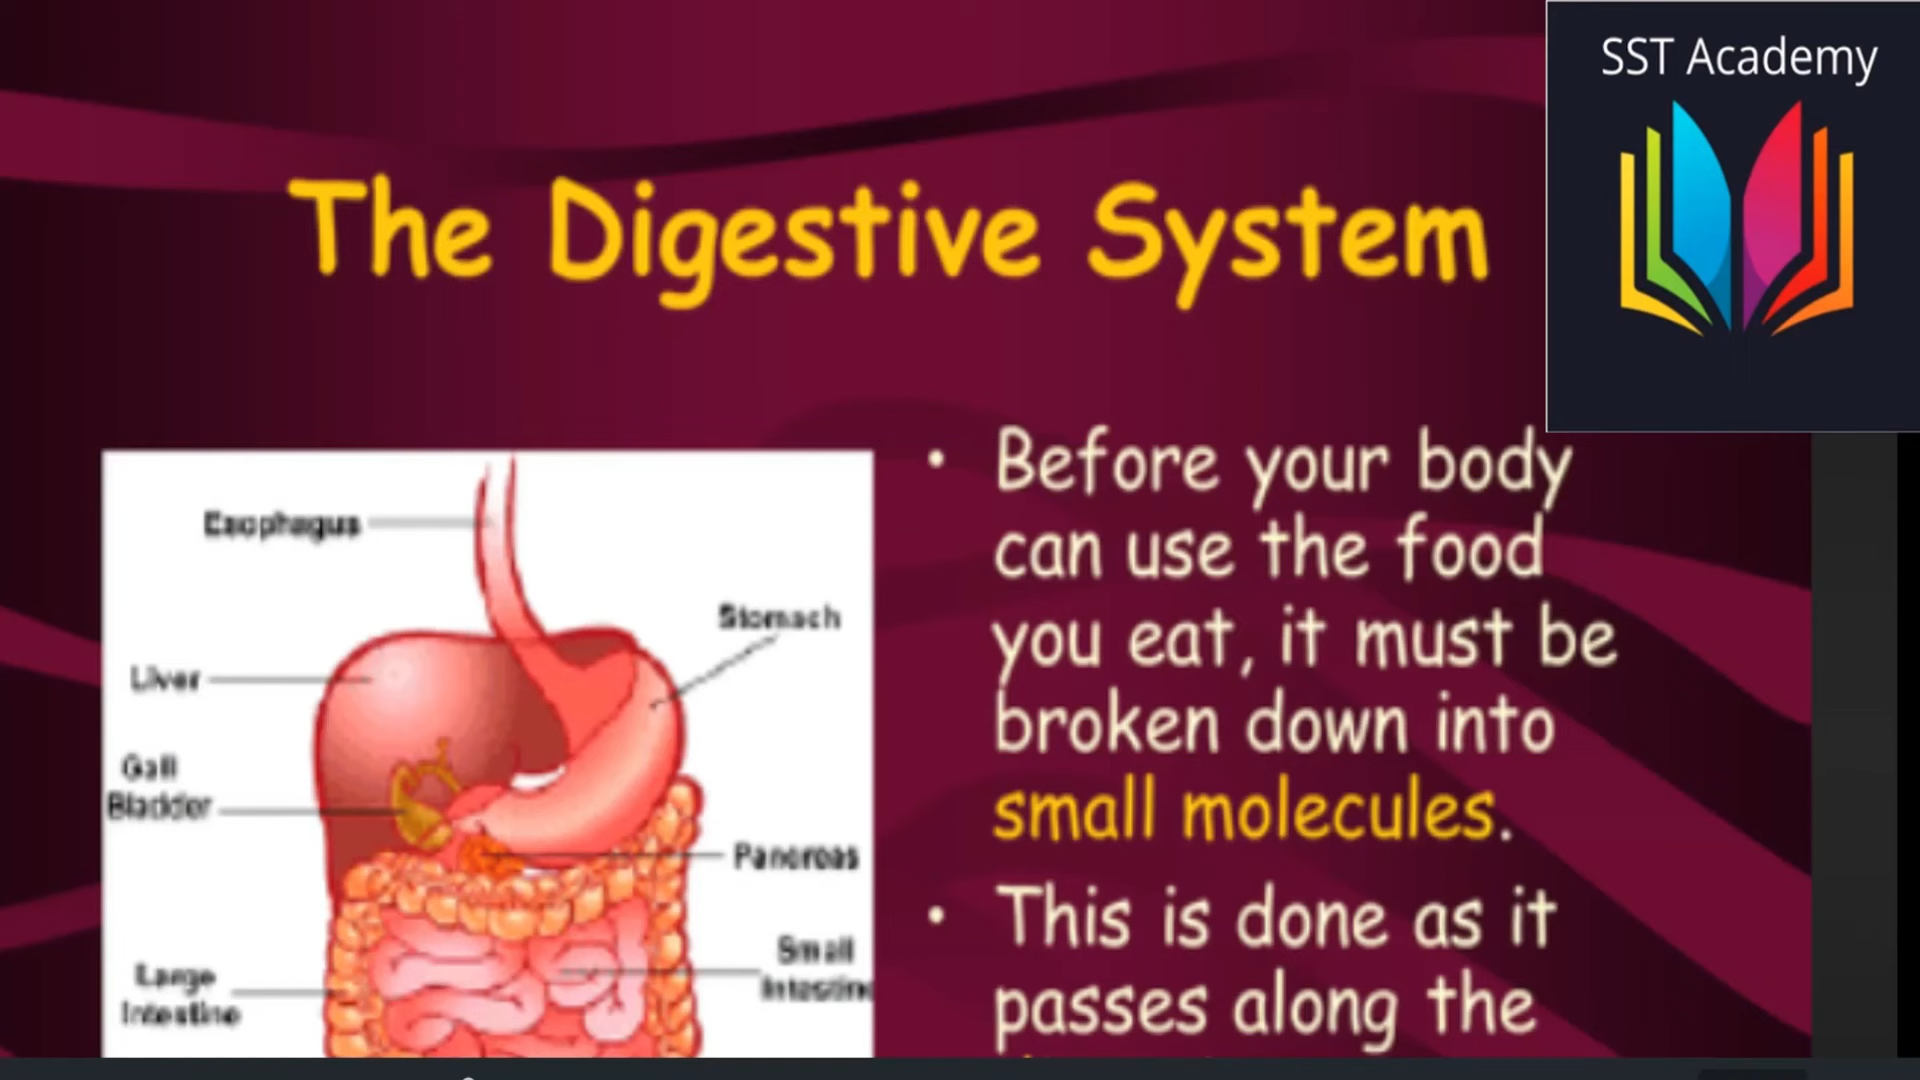 SST Academy
The Digestive System
Esophagus
Stomach
Liver
Gall
Bladder
Pancreas
Small
Intestine
Large
Intestine
• Before your body
can use the food
you eat, it must be
broken down into
small molecules.
• This is done as it
passes along the